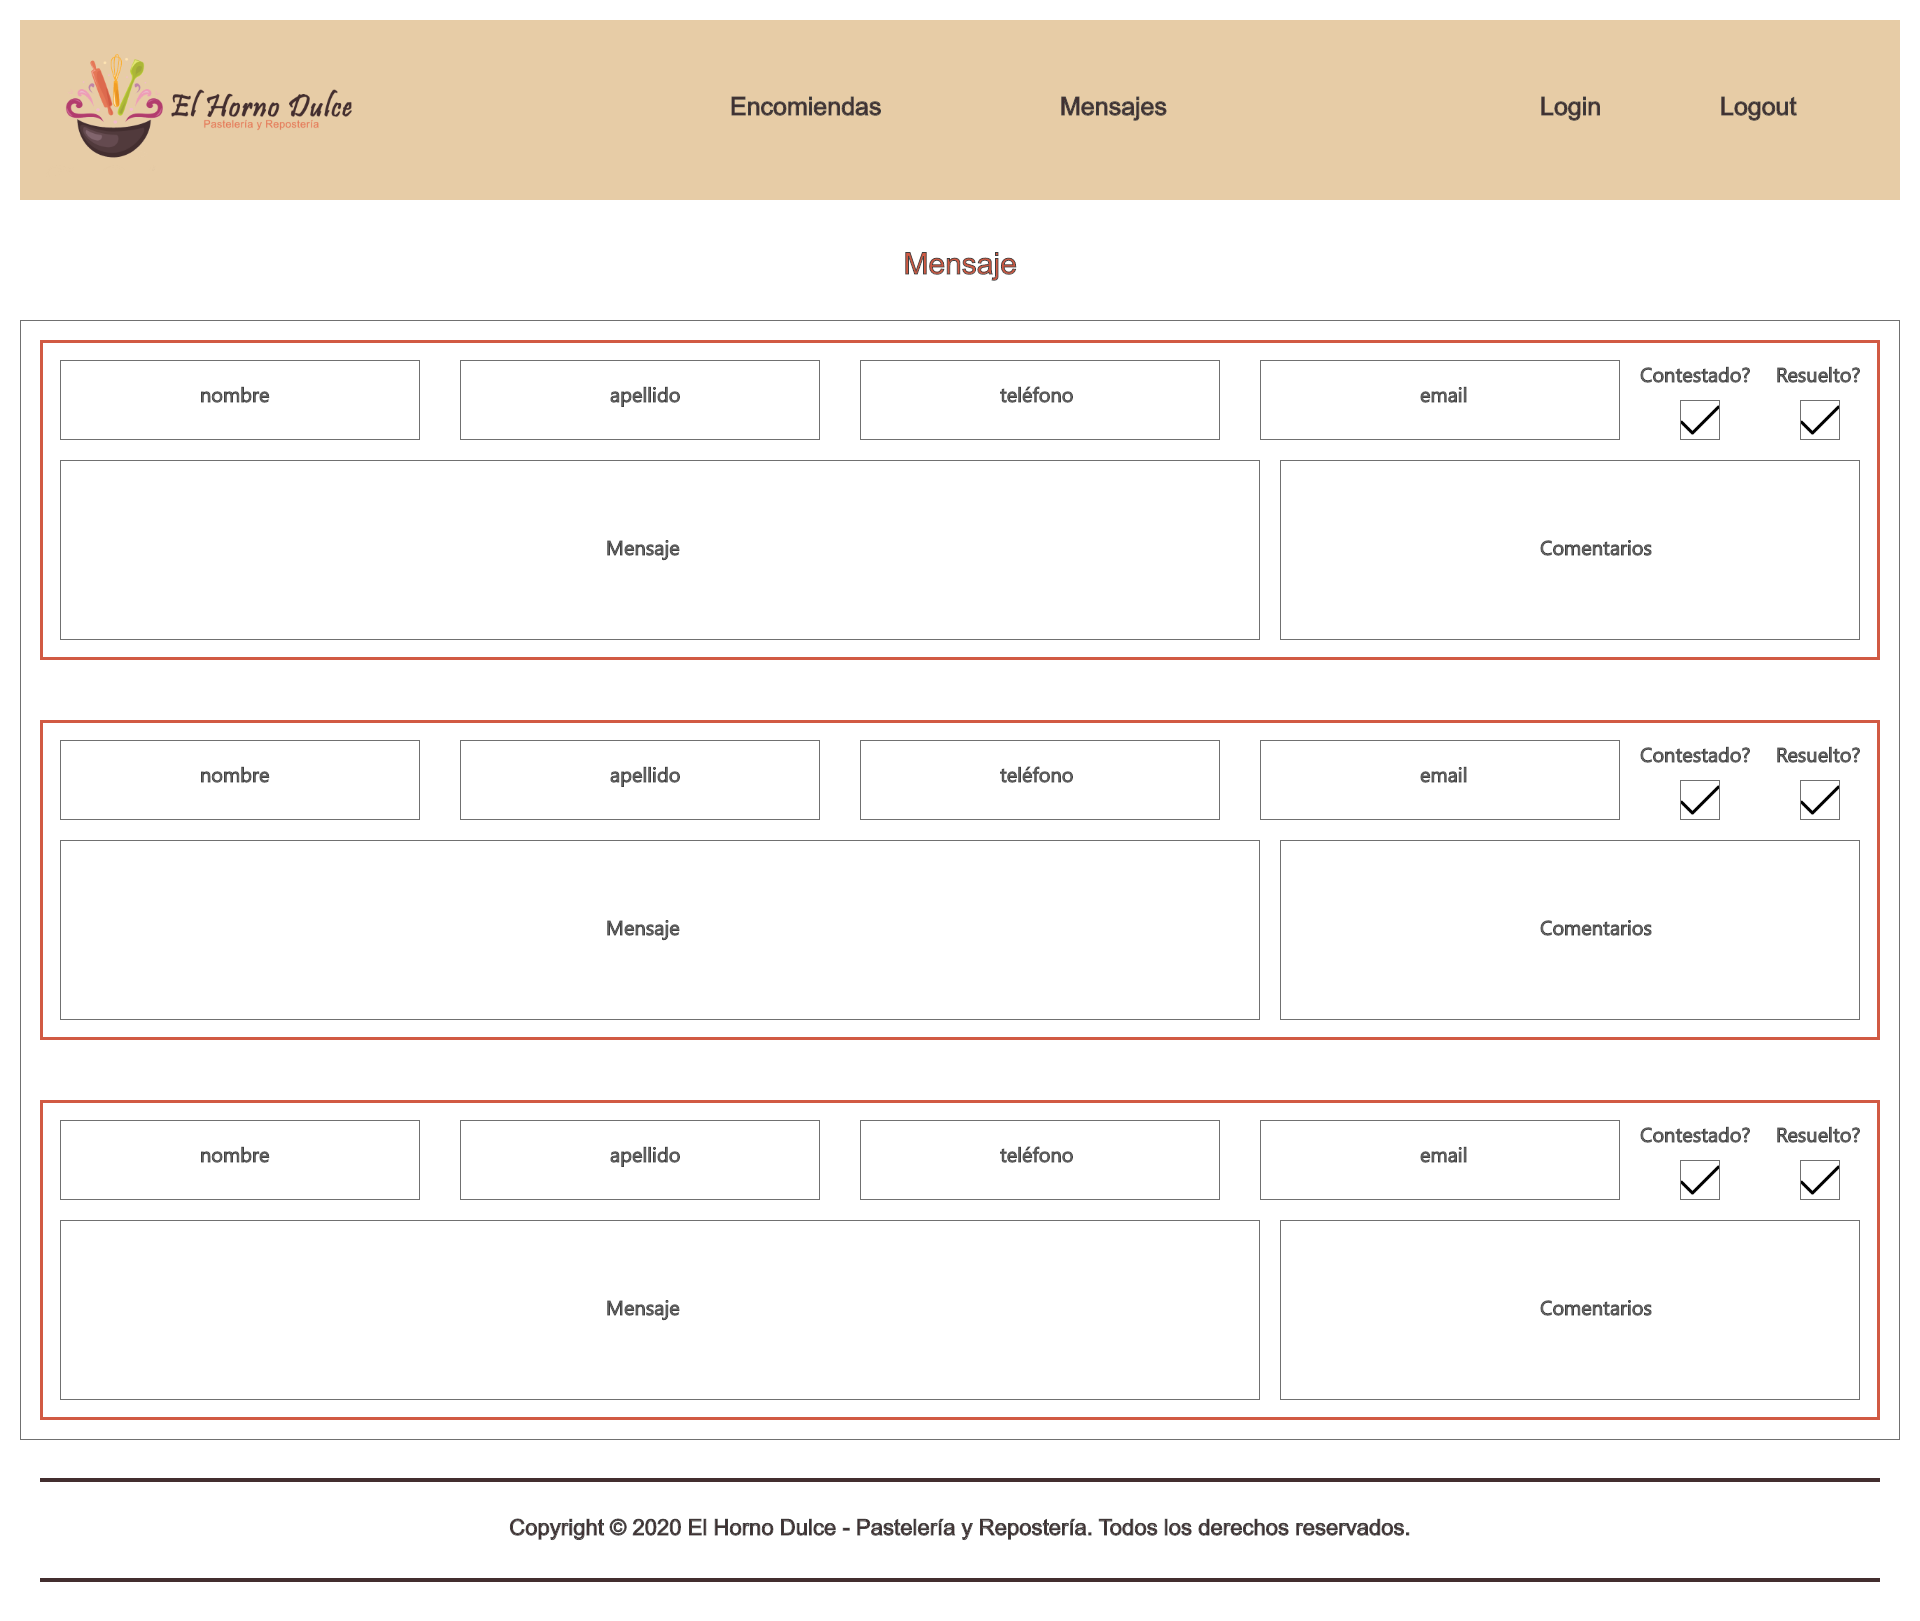 El Horno Dulce
Pastelería y Repostería
Encomiendas
Mensajes
Login
Logout
Mensaje
nombre
apellido
teléfono
email
Contestado?
Resuelto?
Mensaje
Comentarios
nombre
apellido
teléfono
email
Contestado?
Resuelto?
Mensaje
Comentarios
nombre
apellido
teléfono
email
Contestado?
Resuelto?
Mensaje
Comentarios
Copyright © 2020 El Horno Dulce - Pastelería y Repostería. Todos los derechos reservados.